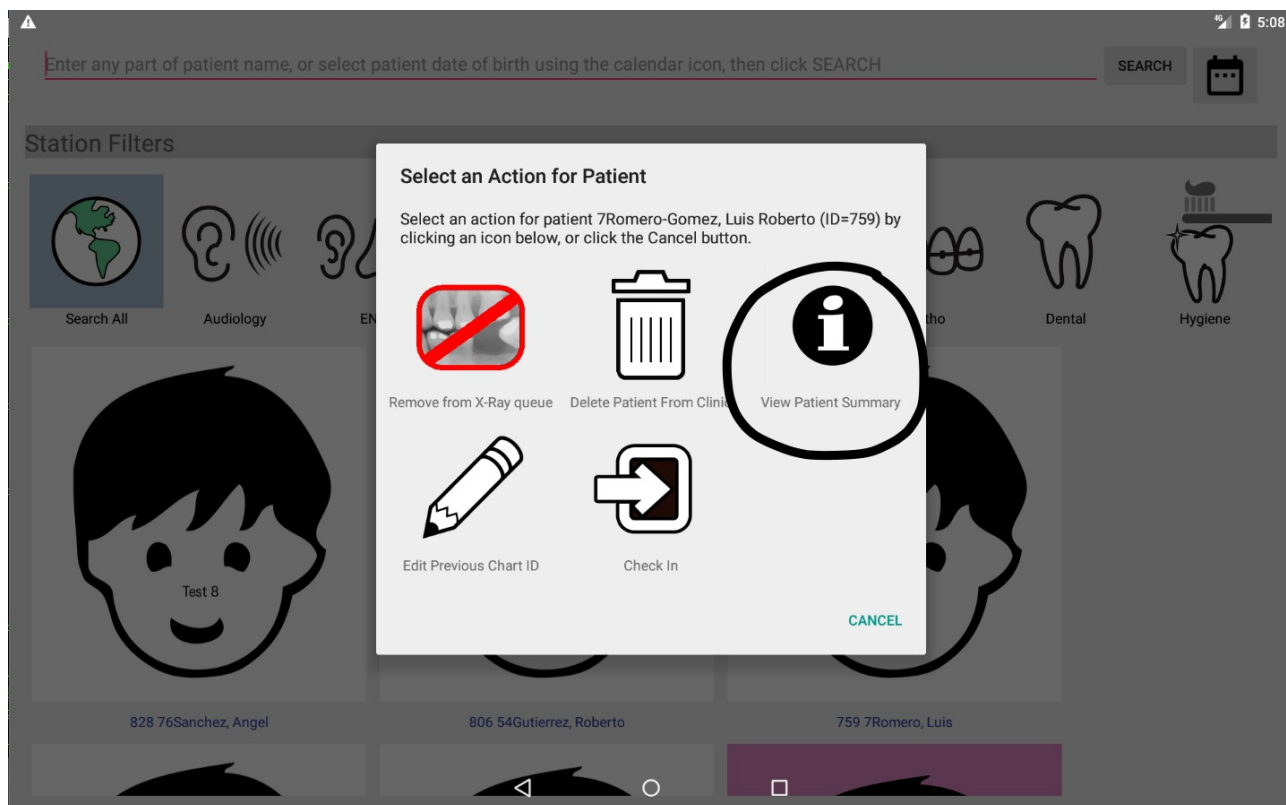 4G 5:08
Enter any part of patient name, or select patient date of birth using the calendar icon, then click SEARCH
SEARCH
Station Filters
Search All
Audiology
EN
tho
Dental
Hygiene
Select an Action for Patient
Select an action for patient 7Romero-Gomez, Luis Roberto (ID=759) by
clicking an icon below, or click the Cancel button.
Remove from X-Ray queue
Delete Patient From Clinic
View Patient Summary
Edit Previous Chart ID
Check In
CANCEL
Test 8
828 76Sanchez, Angel
806 54Gutierrez, Roberto
759 7Romero, Luis